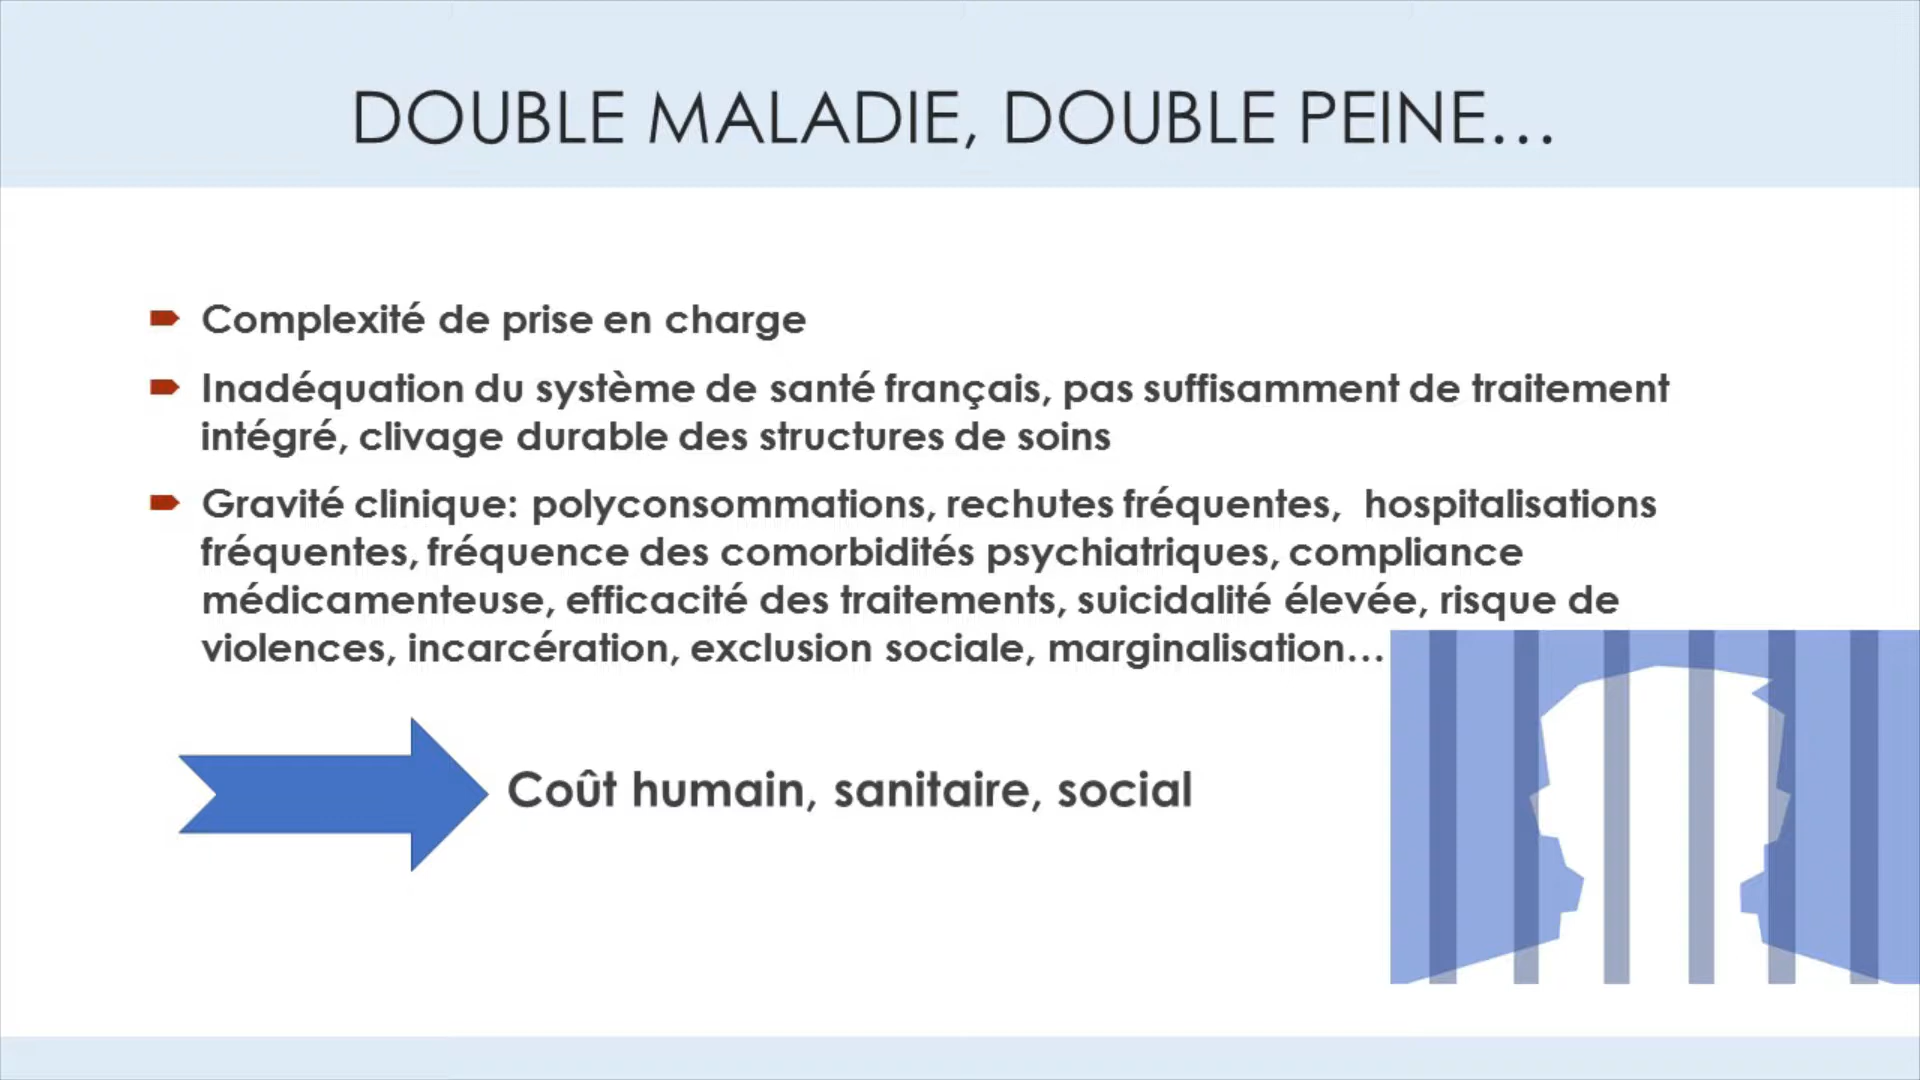 DOUBLE MALADIE, DOUBLE PEINE...
Complexité de prise en charge
Inadéquation du système de santé français, pas suffisamment de traitement
intégré, clivage durable des structures de soins
Gravité clinique: polyconsommations, rechutes fréquentes, hospitalisations
fréquentes, fréquence des comorbidités psychiatriques, compliance
médicamenteuse, efficacité des traitements, suicidalité élevée, risque de
violences, incarcération, exclusion sociale, marginalisation...
Coût humain, sanitaire, social